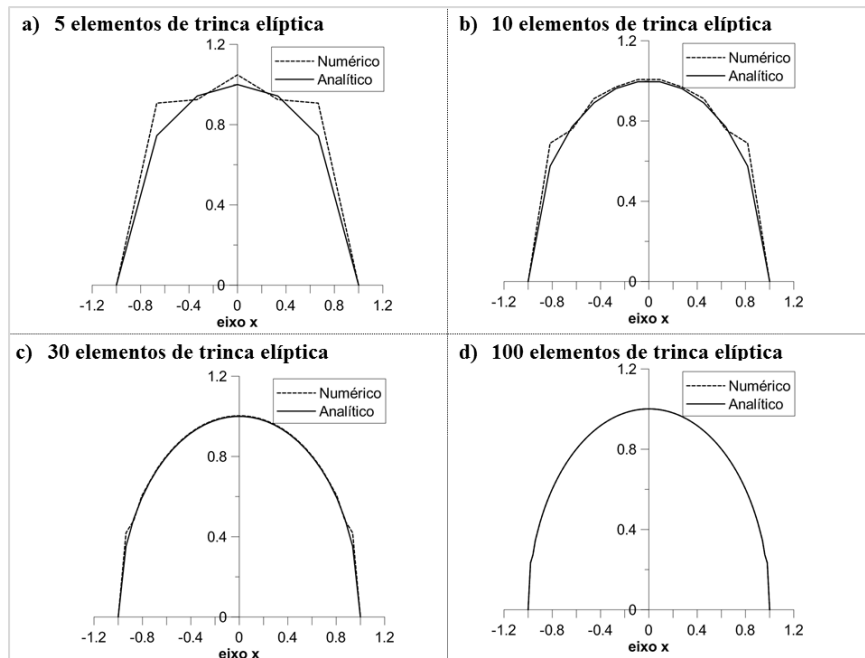 a) 5 elementos de trinca elíptica
1.2
Numérico
Analítico
0.8
0.4
0
-1.2 -0.8 -0.4 0 0.4 0.8 1.2
eixo x
b) 10 elementos de trinca elíptica
1.2
Numérico
Analítico
0.8
0.4
0
-1.2 -0.8 -0.4 0 0.4 0.8 1.2
eixo x
c) 30 elementos de trinca elíptica
1.2
Numérico
Analítico
0.8
0.4
0
-1.2 -0.8 -0.4 0 0.4 0.8 1.2
eixo x
d) 100 elementos de trinca elíptica
1.2
Numérico
Analítico
0.8
0.4
0
-1.2 -0.8 -0.4 0 0.4 0.8 1.2
eixo x